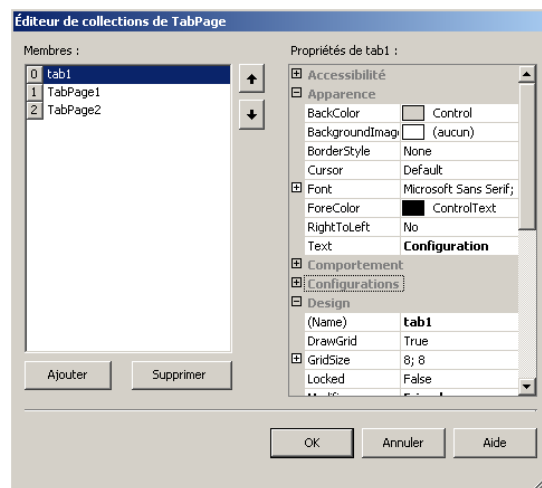 Éditeur de collections de TabPage
Membres :
0 tab1
1 TabPage1
2 TabPage2
Ajouter
Supprimer
Propriétés de tab1 :
Accessibilité
Apparence
BackColor Control
BackgroundImag (aucun)
BorderStyle None
Cursor Default
Font Microsoft Sans Serif;
ForeColor ControlText
RightToLeft No
Text Configuration
Comportement
Configurations
Design
(Name) tab1
DrawGrid True
GridSize 8; 8
Locked False
OK
Annuler
Aide